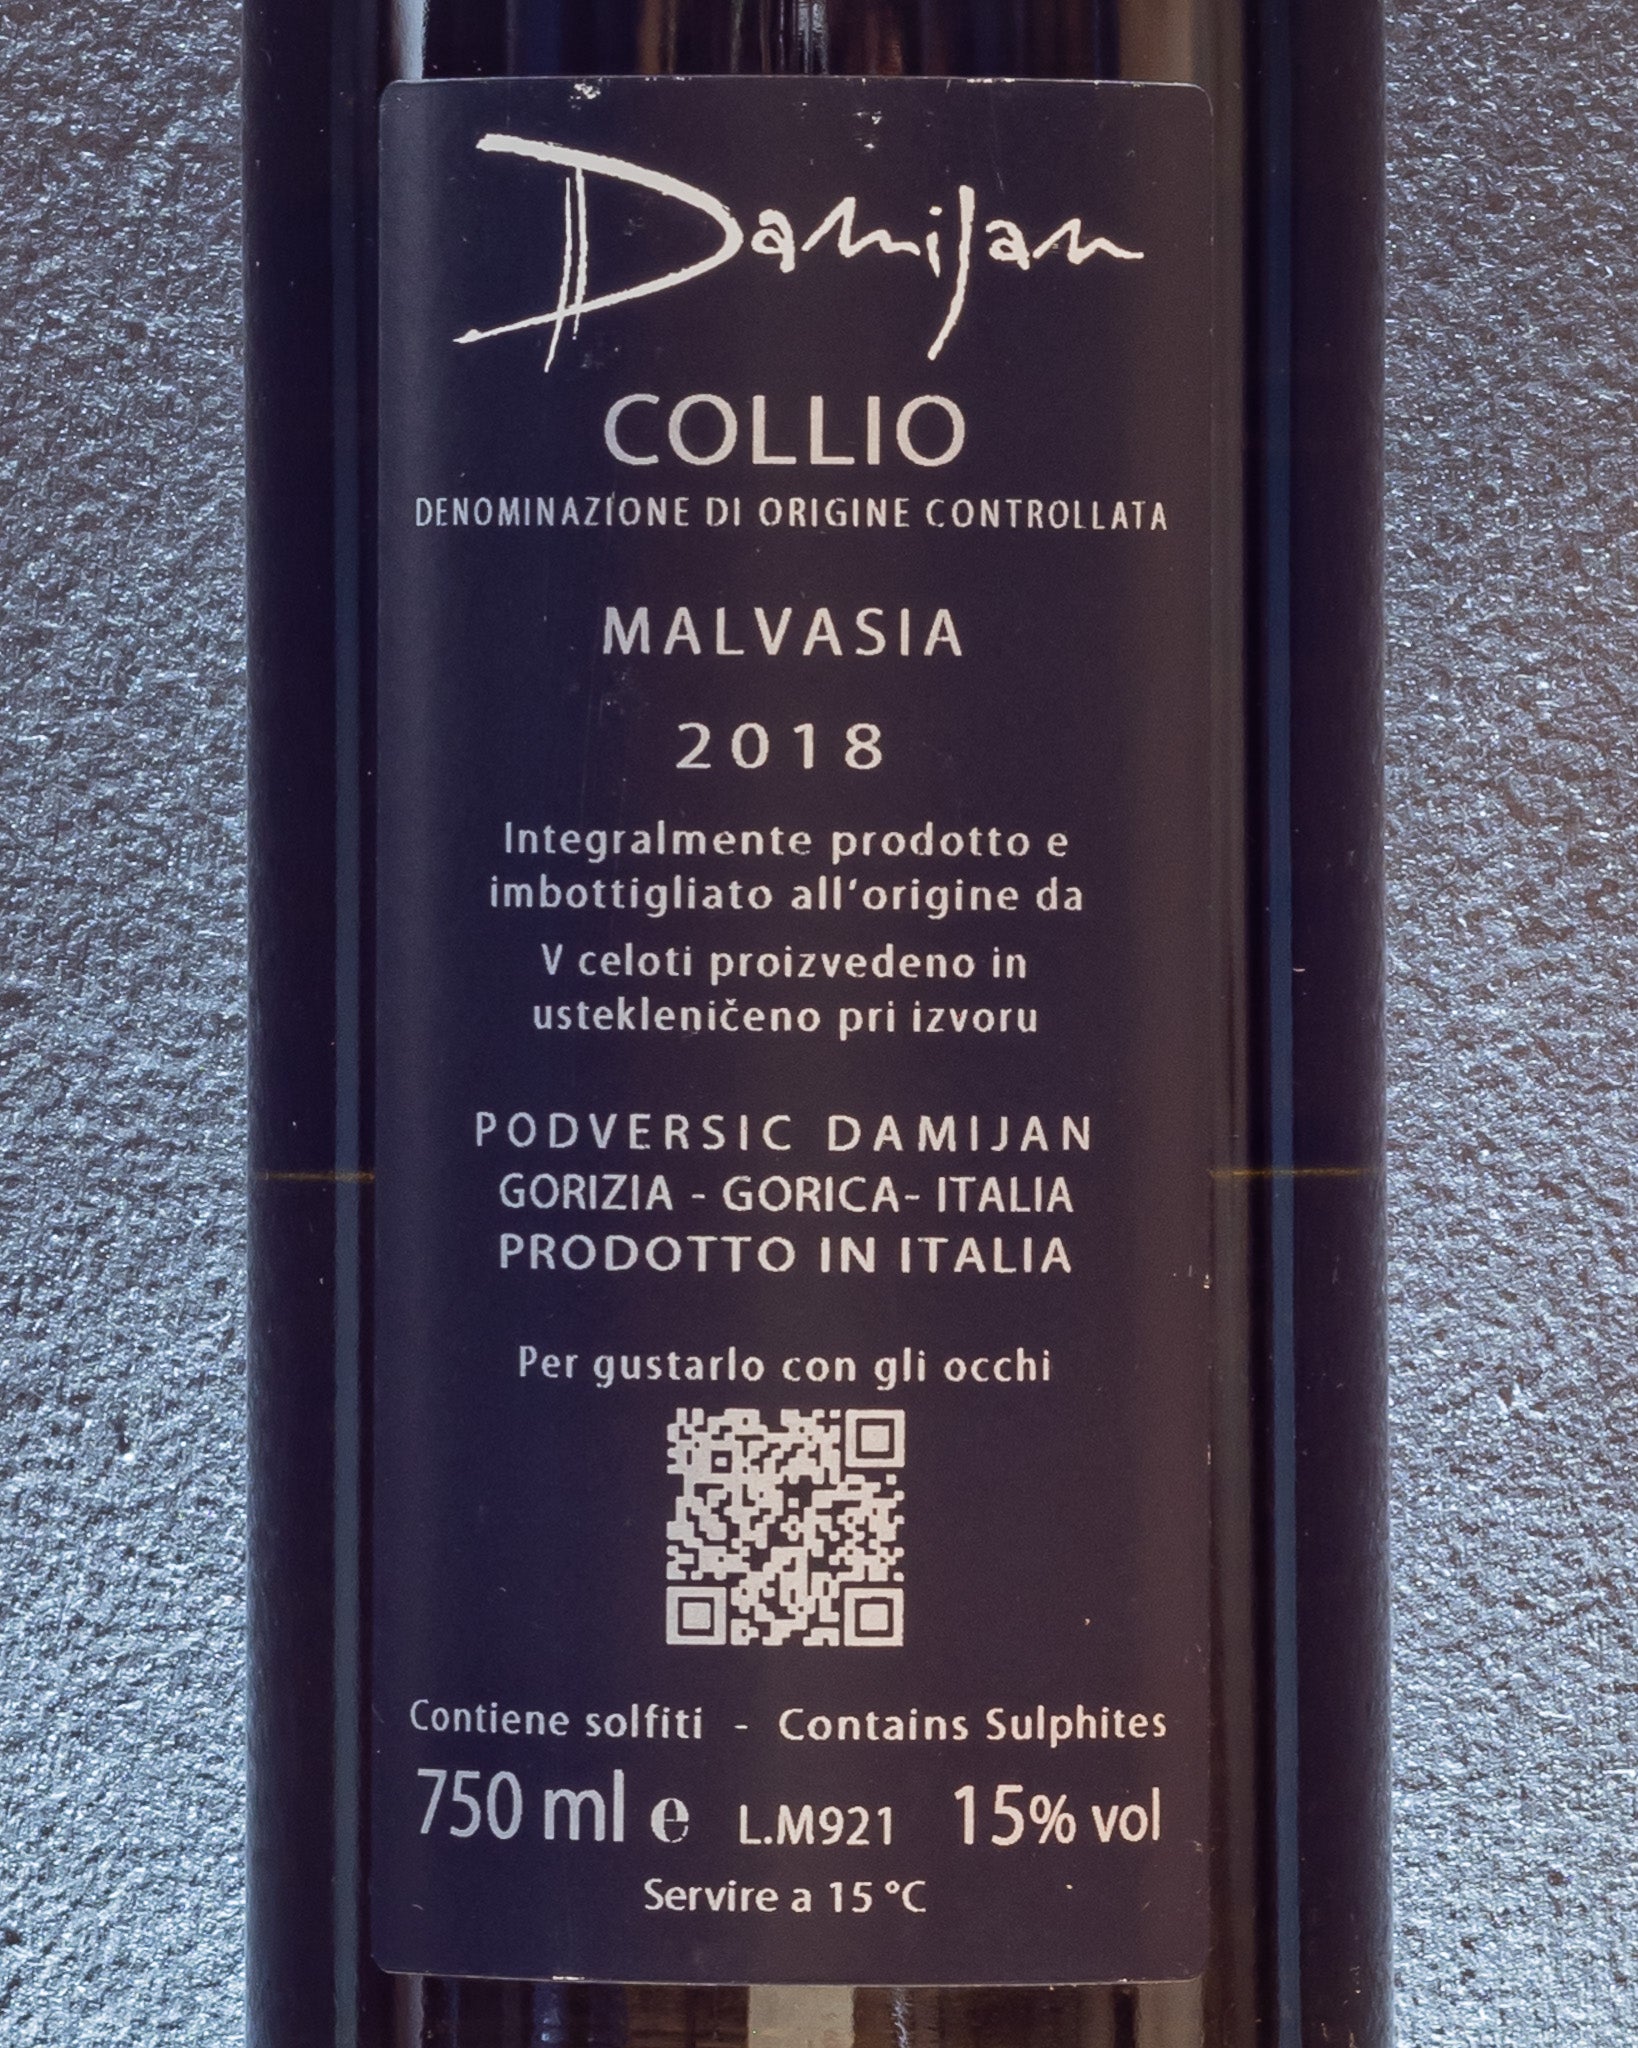 Damijan
COLLIO
DENOMINAZIONE DI ORIGINE CONTROLLATA
MALVASIA
2018
Integralmente prodotto e
imbottigliato all'origine da
V celoti proizvedeno in
ustekleničeno pri izvoru
PODVERSIC DAMIJAN
GORIZIA - GORICA- ITALIA
PRODOTTO IN ITALIA
Per gustarlo con gli occhi
Contiene solfiti - Contains Sulphites
750 ml e L.M921 15% vol
Servire a 15 °C